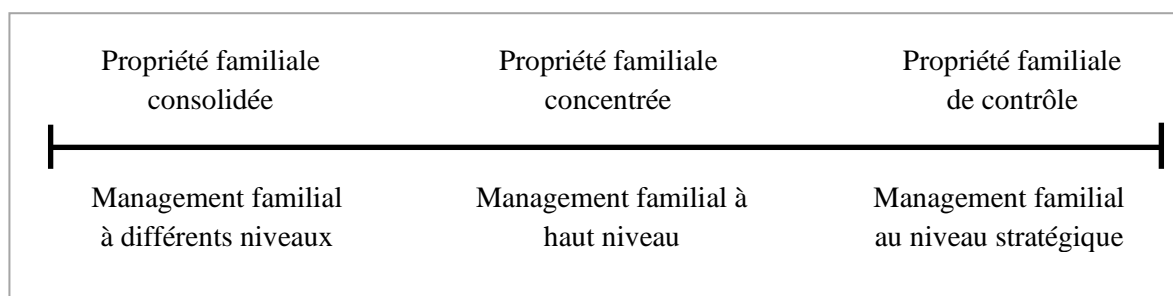 Propriété familiale
consolidée
Propriété familiale
concentrée
Propriété familiale
de contrôle
Management familial
à différents niveaux
Management familial à
haut niveau
Management familial
au niveau stratégique